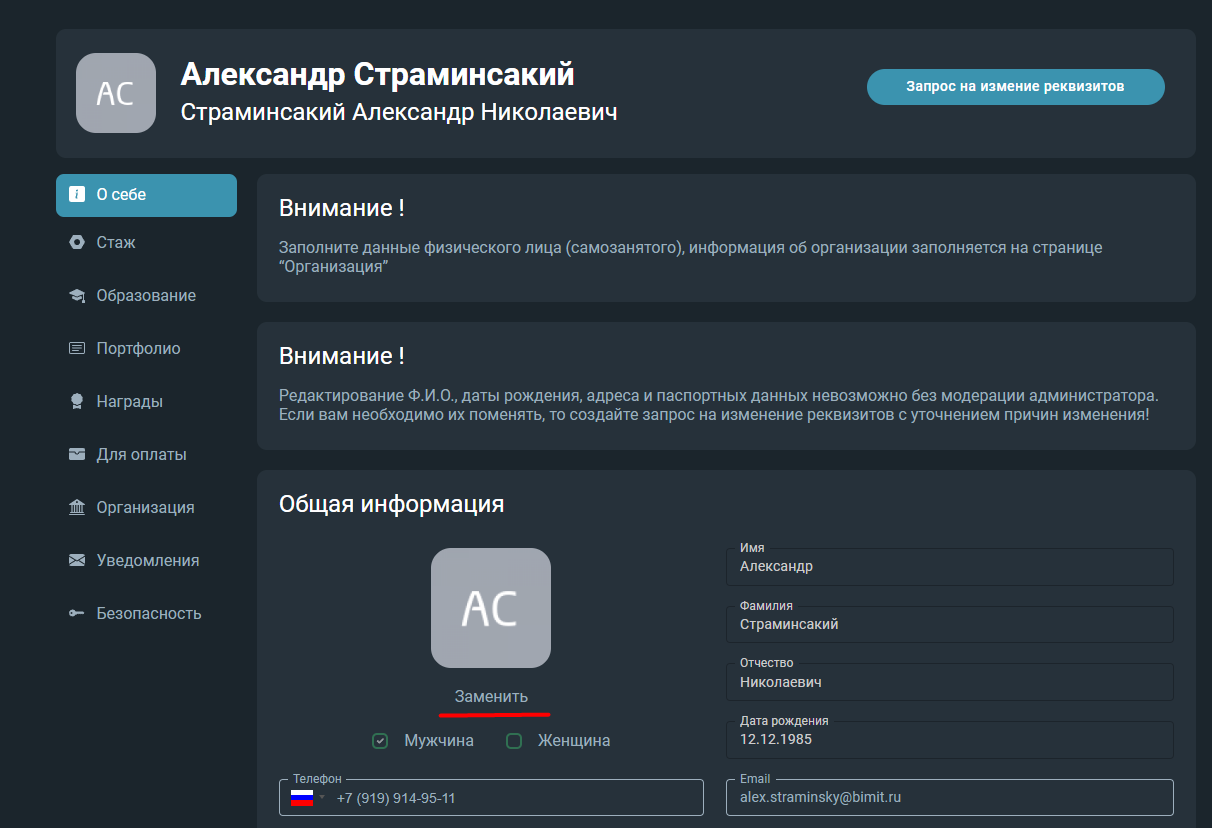 АС
Александр Страминсакий
Страминсакий Александр Николаевич
Запрос на измение реквизитов
О себе
Стаж
Образование
Портфолио
Награды
Для оплаты
Организация
Уведомления
Безопасность
Внимание !
Заполните данные физического лица (самозанятого), информация об организации заполняется на странице
“Организация”
Внимание !
Редактирование Ф.И.О., даты рождения, адреса и паспортных данных невозможно без модерации администратора.
Если вам необходимо их поменять, то создайте запрос на изменение реквизитов с уточнением причин изменения!
Общая информация
АС
Заменить
Мужчина
Женщина
Телефон
+7 (919) 914-95-11
Имя
Александр
Фамилия
Страминсакий
Отчество
Николаевич
Дата рождения
12.12.1985
Email
alex.straminsky@bimit.ru